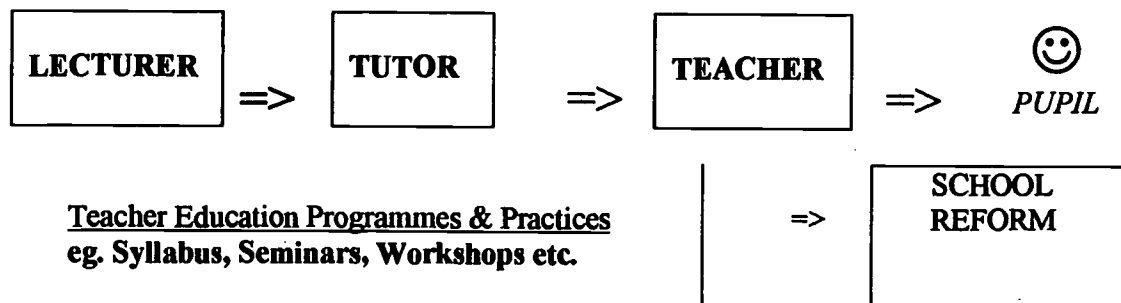 LECTURER => TUTOR => TEACHER => PUPIL
Teacher Education Programmes & Practices => SCHOOL REFORM
eg. Syllabus, Seminars, Workshops etc.